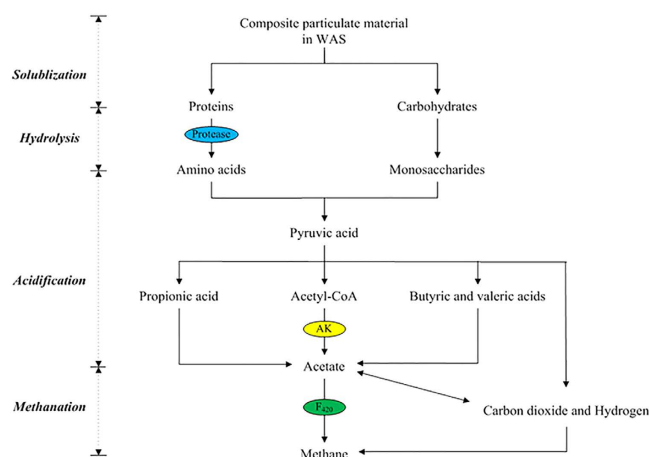 Composite particulate material
in WAS
Solublization
Proteins
Carbohydrates
Protease
Hydrolysis
Amino acids
Monosaccharides
Pyruvic acid
Acidification
Propionic acid
Acetyl-CoA
Butyric and valeric acids
AK
Acetate
Methanation
F420
Carbon dioxide and Hydrogen
Methane